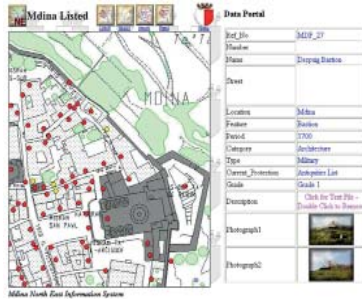 Mdina Listed
Data Portal
Ref_No MDF_27
Number
Name Despuig Bastion
Street
MDINA
Location Mdina
Feature Bastion
Period 1700
Category Architecture
Type Military
Current_Protection Antiquities List
Grade Grade 1
Description Click for Text File -
Double Click to Remove
Photograph1
Photograph2
Mdina North East Information System